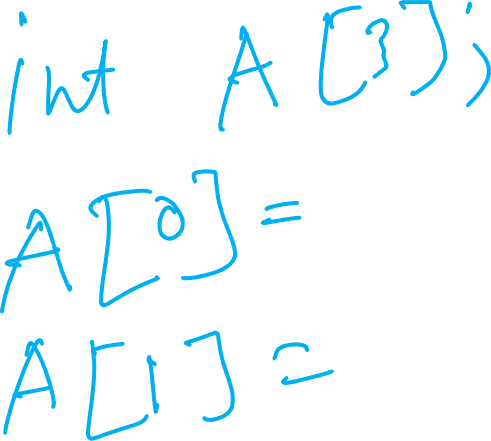 int A[3];
A[0]=
A[1]=